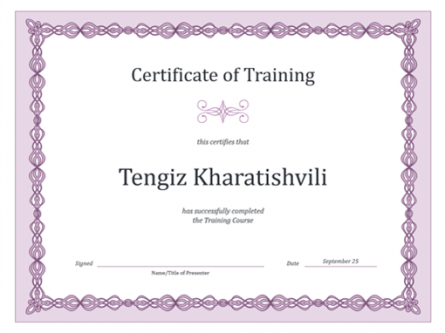 Certificate of Training
this certifies that
Tengiz Kharatishvili
has successfully completed
the Training Course
Signed Date September 25
Name/Title of Presenter